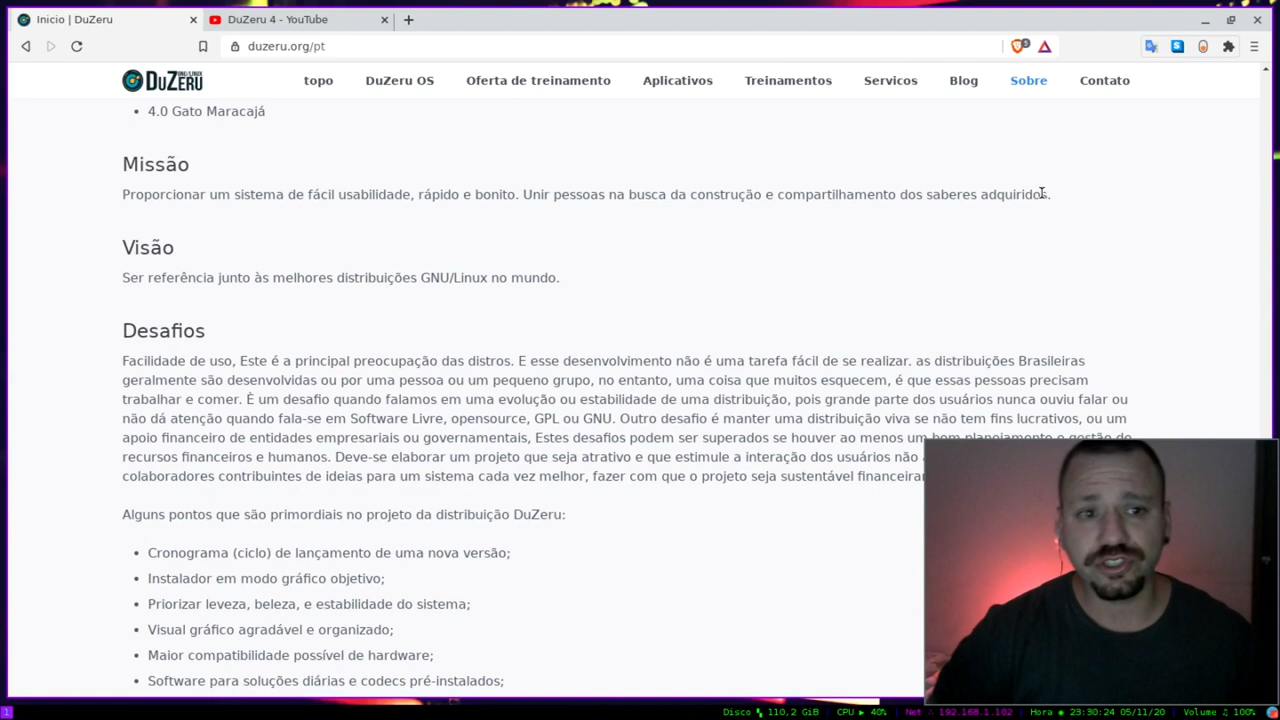 Inicio | DuZeru
DuZeru 4 - YouTube
duzeru.org/pt
3
DUZERU
topo
DuZeru OS
Oferta de treinamento
Aplicativos
Treinamentos
Servicos
Blog
Sobre
Contato
• 4.0 Gato Maracajá
Missão
Proporcionar um sistema de fácil usabilidade, rápido e bonito. Unir pessoas na busca da construção e compartilhamento dos saberes adquiridos.
Visão
Ser referência junto às melhores distribuições GNU/Linux no mundo.
Desafios
Facilidade de uso, Este é a principal preocupação das distros. E esse desenvolvimento não é uma tarefa fácil de se realizar. as distribuições Brasileiras
geralmente são desenvolvidas ou por uma pessoa ou um pequeno grupo, no entanto, uma coisa que muitos esquecem, é que essas pessoas precisam
trabalhar e comer. È um desafio quando falamos em uma evolução ou estabilidade de uma distribuição, pois grande parte dos usuários nunca ouviu falar ou
não dá atenção quando fala-se em Software Livre, opensource, GPL ou GNU. Outro desafio é manter uma distribuição viva se não tem fins lucrativos, ou um
apoio financeiro de entidades empresariais ou governamentais, Estes desafios podem ser superados se houver ao menos um bom planejamento e gestão de
recursos financeiros e humanos. Deve-se elaborar um projeto que seja atrativo e que estimule a interação dos usuários não
colaboradores contribuintes de ideias para um sistema cada vez melhor, fazer com que o projeto seja sustentável
Alguns pontos que são primordiais no projeto da distribuição DuZeru:
• Cronograma (ciclo) de lançamento de uma nova versão;
• Instalador em modo gráfico objetivo;
• Priorizar leveza, beleza, e estabilidade do sistema;
• Visual gráfico agradável e organizado;
• Maior compatibilidade possível de hardware;
• Software para soluções diárias e codecs pré-instalados;
1
Disco 110,2 GiB
CPU 40%
Net 192.168.1.102
Hora 23:30:24 05/11/20
Volume 100%